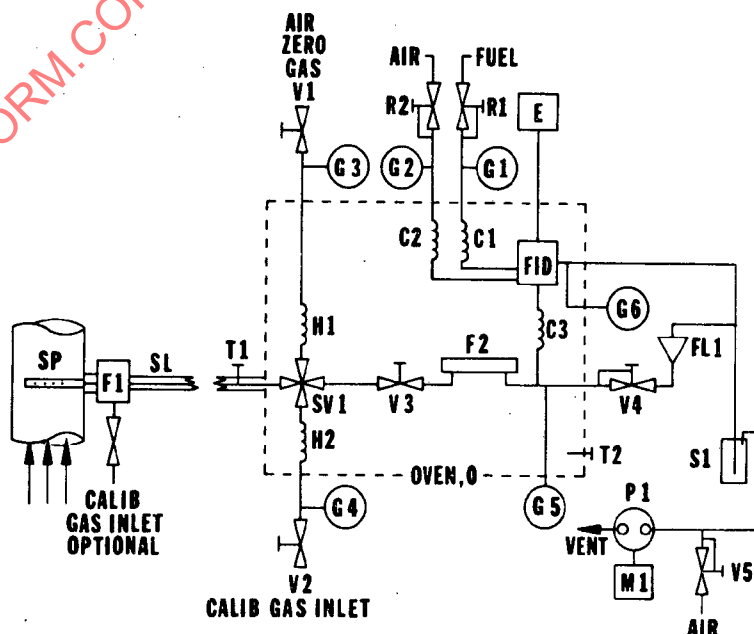 ORM.COM
AIR
ZERO
GAS
V1
AIR
FUEL
R2
R1
E
G3
G2
G1
C2
C1
FID
G6
H1
C3
SP
F1
SL
T1
SV1
V3
F2
V4
FL1
H2
T2
OVEN,O
S1
CALIB
GAS INLET
OPTIONAL
G4
G5
P1
VENT
M1
V5
V2
CALIB GAS INLET
AIR